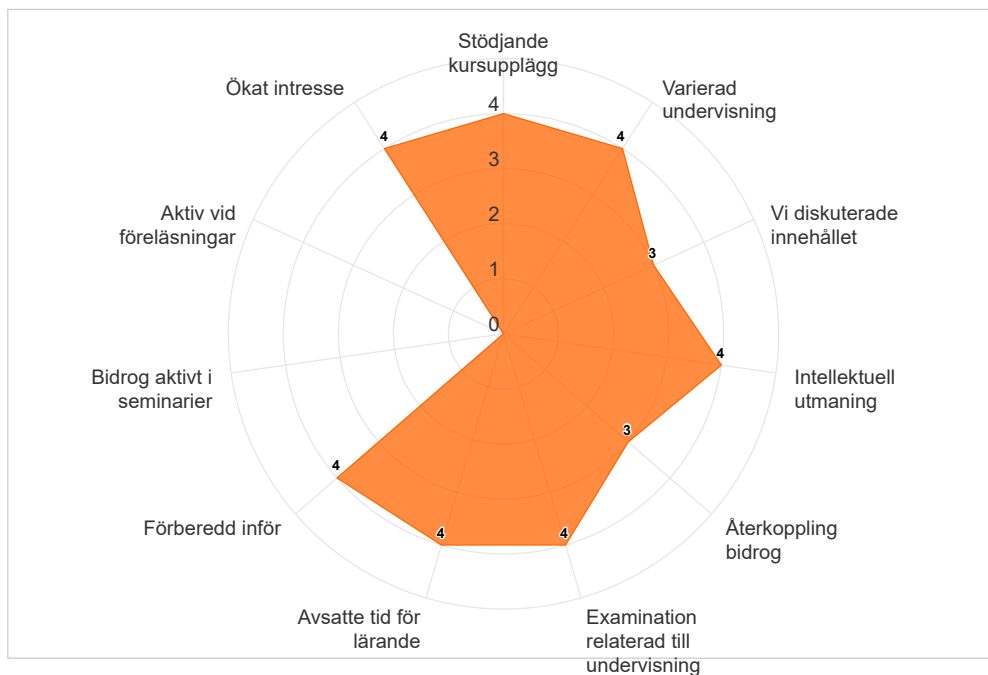 Stödjande
kursupplägg
Ökat intresse
Varierad
undervisning
4
4
4
3
Aktiv vid
föreläsningar
Vi diskuterade
innehållet
2
3
1
0
4
Bidrog aktivt i
seminarier
Intellektuell
utmaning
3
4
Förberedd inför
Återkoppling
bidrog
4
4
Avsatte tid för
lärande
Examination
relaterad till
undervisning